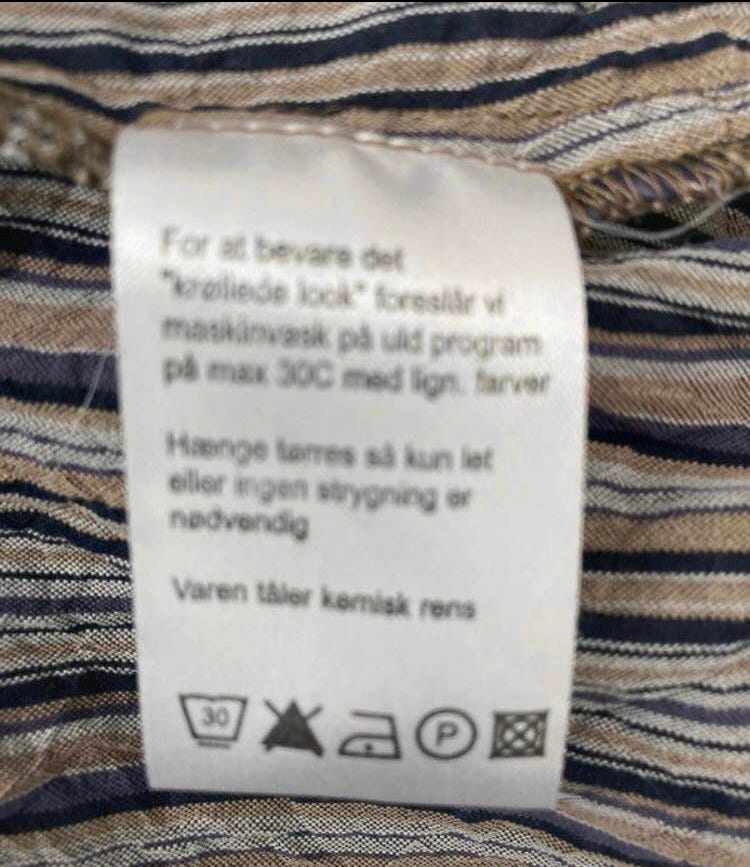 For at bevare det
"krøllede look" foreslår vi
maskinvask på uld program
på max 30C med lign. farver
Hænge tørres så kun let
eller ingen strygning er
nødvendig
Varen tåler kemisk rens
30 P